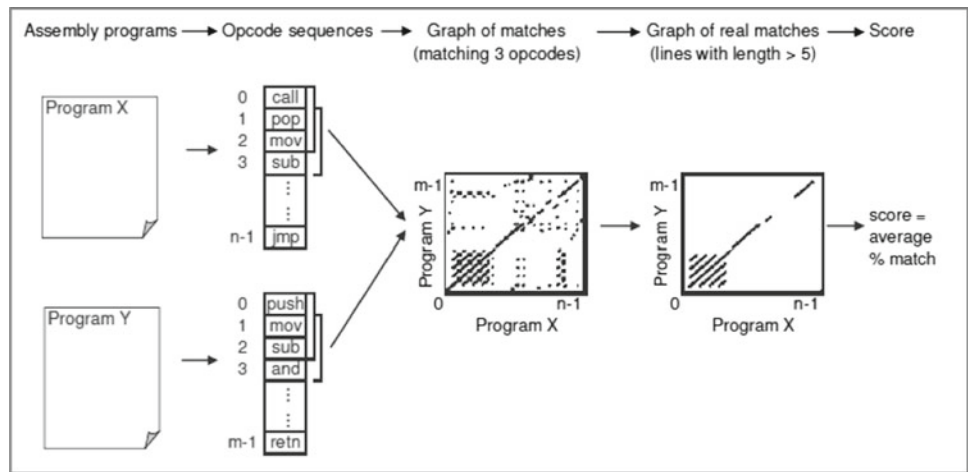 Assembly programs Opcode sequences Graph of matches Graph of real matches Score
(matching 3 opcodes) (lines with length > 5)
Program X
0 call
1 pop
2 mov
3 sub
n-1 jmp
Program Y
0 push
1 mov
2 sub
3 and
m-1 retn
m-1
Program Y
0 n-1
Program X
m-1
Program Y
0 n-1
Program X
score =
average
% match